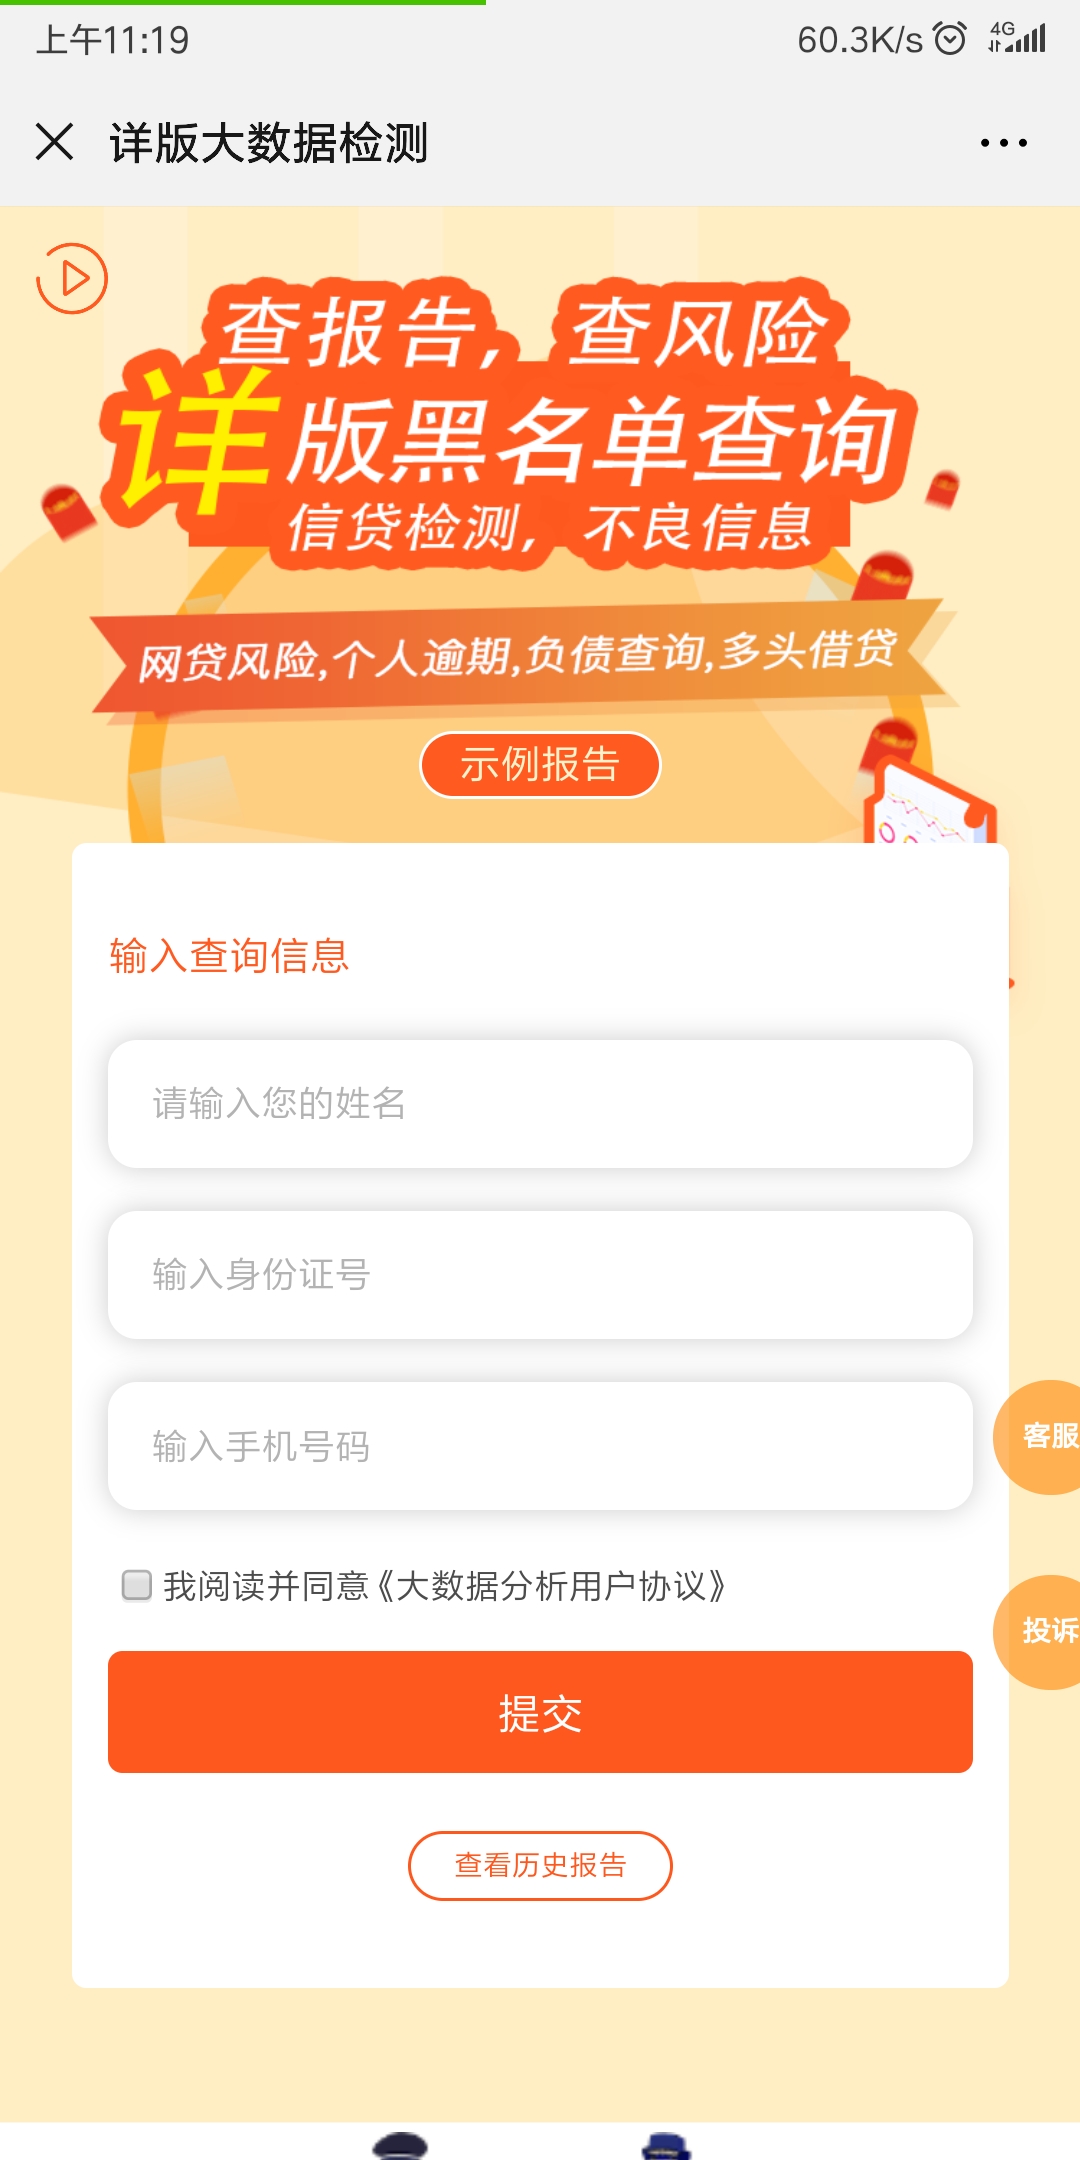 上午11:19
60.3K/s
4G
详版大数据检测
查报告，查风险
详版黑名单查询
信贷检测，不良信息
网贷风险,个人逾期,负债查询,多头借贷
示例报告
输入查询信息
请输入您的姓名
输入身份证号
输入手机号码
客服
我阅读并同意《大数据分析用户协议》
投诉
提交
查看历史报告